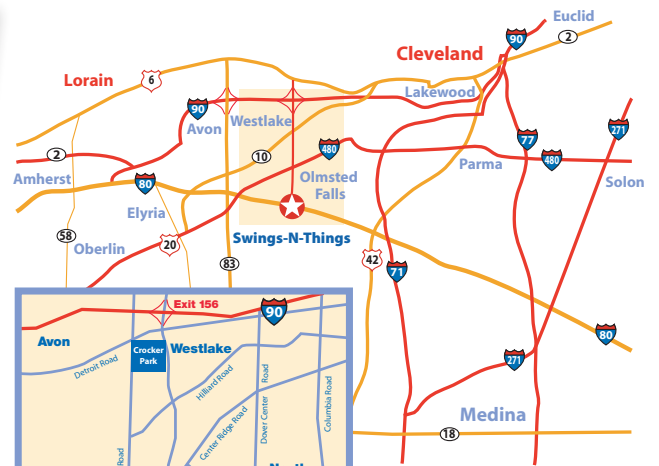 Euclid
90
2
Cleveland
Lorain
6
Lakewood
90
Avon
Westlake
77
271
2
10
480
480
Parma
Amherst
80
Olmsted
Falls
Solon
Elyria
Swings-N-Things
58
Oberlin
20
83
42
71
Exit 156
90
80
Avon
Crocker
Park
Westlake
271
Detroit Road
Hilliard Road
Dover Center Road
Columbia Road
Center Ridge Road
Road
Medina
18